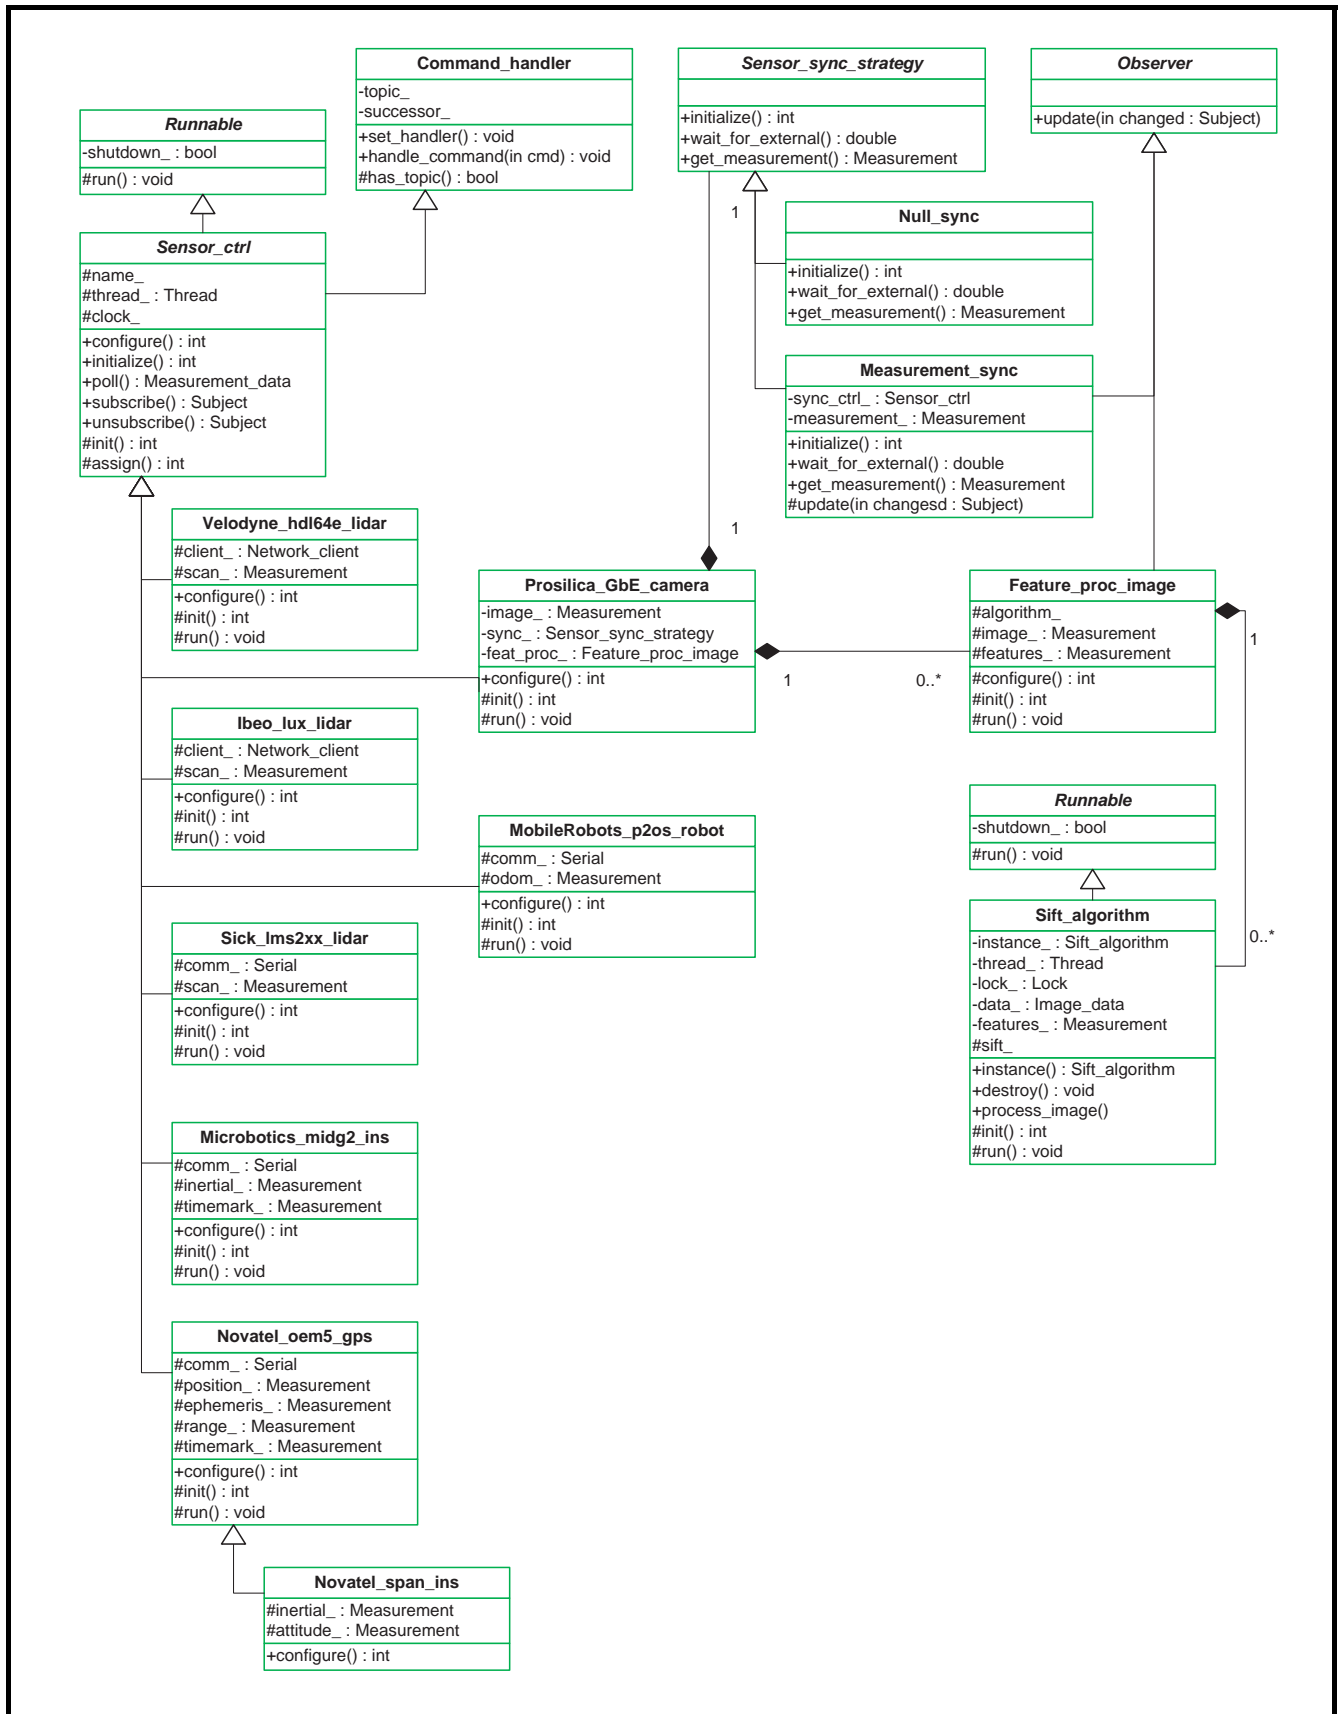 Command_handler
-topic_
-successor_
+set_handler() : void
+handle_command(in cmd) : void
#has_topic() : bool
Sensor_sync_strategy
+initialize() : int
+wait_for_external() : double
+get_measurement() : Measurement
Observer
+update(in changed : Subject)
Runnable
-shutdown_ : bool
#run() : void
Sensor_ctrl
#name_
#thread_ : Thread
#clock_
+configure() : int
+initialize() : int
+poll() : Measurement_data
+subscribe() : Subject
+unsubscribe() : Subject
#init() : int
#assign() : int
1
Null_sync
+initialize() : int
+wait_for_external() : double
+get_measurement() : Measurement
Measurement_sync
-sync_ctrl_ : Sensor_ctrl
-measurement_ : Measurement
+initialize() : int
+wait_for_external() : double
+get_measurement() : Measurement
#update(in changesd : Subject)
1
Velodyne_hdl64e_lidar
#client_ : Network_client
#scan_ : Measurement
+configure() : int
#init() : int
#run() : void
Prosilica_GbE_camera
-image_ : Measurement
-sync_ : Sensor_sync_strategy
-feat_proc_ : Feature_proc_image
+configure() : int
#init() : int
#run() : void
1
0..*
Feature_proc_image
#algorithm_
#image_ : Measurement
#features_ : Measurement
#configure() : int
#init() : int
#run() : void
1
0..*
Ibeo_lux_lidar
#client_ : Network_client
#scan_ : Measurement
+configure() : int
#init() : int
#run() : void
MobileRobots_p2os_robot
#comm_ : Serial
#odom_ : Measurement
+configure() : int
#init() : int
#run() : void
Runnable
-shutdown_ : bool
#run() : void
Sift_algorithm
-instance_ : Sift_algorithm
-thread_ : Thread
-lock_ : Lock
-data_ : Image_data
-features_ : Measurement
#sift_
+instance() : Sift_algorithm
+destroy() : void
+process_image()
#init() : int
#run() : void
Sick_lms2xx_lidar
#comm_ : Serial
#scan_ : Measurement
+configure() : int
#init() : int
#run() : void
Microbotics_midg2_ins
#comm_ : Serial
#inertial_ : Measurement
#timemark_ : Measurement
+configure() : int
#init() : int
#run() : void
Novatel_oem5_gps
#comm_ : Serial
#position_ : Measurement
#ephemeris_ : Measurement
#range_ : Measurement
#timemark_ : Measurement
+configure() : int
#init() : int
#run() : void
Novatel_span_ins
#inertial_ : Measurement
#attitude_ : Measurement
+configure() : int